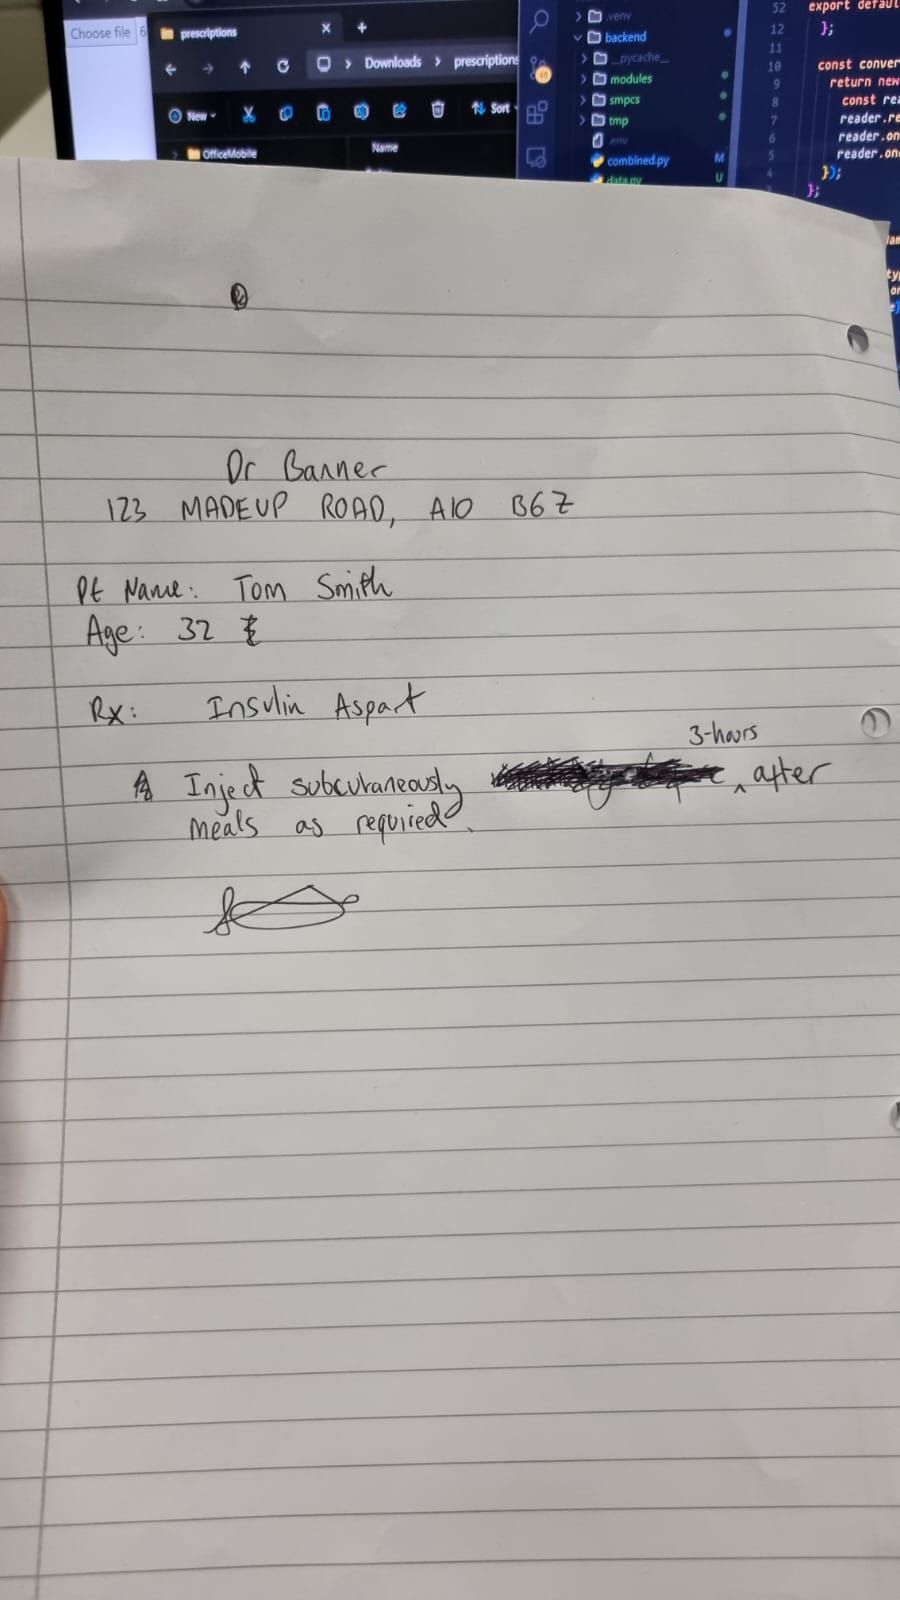 Choose file 6
prescriptions
Downloads > prescriptions
New
Sort
OfficeMobile
Name
.venv
backend
__pycache__
modules
smpcs
tmp
.env
combined.py M
data.py U
52 export defaul
12 };
11
10 const conver
9 return new
8 const rea
7 reader.re
6 reader.on
5 reader.on
4 });
};
Dr Banner
123 MADEUP ROAD, A10 B6Z
Pt Name: Tom Smith
Age: 32
Rx: Insulin Aspart
3-hours
Inject subcutaneously ^ after
meals as required.